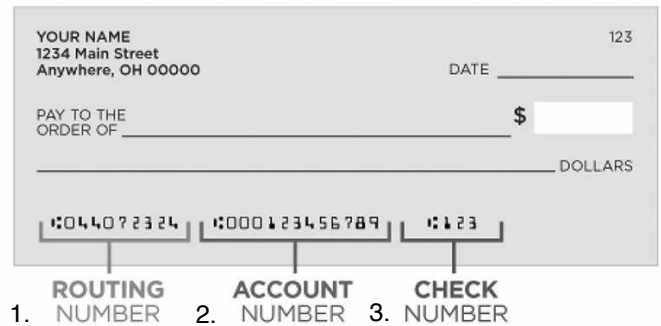 YOUR NAME 123
1234 Main Street
Anywhere, OH 00000
DATE
PAY TO THE
ORDER OF $
DOLLARS
⑆044072324 ⑆000123456789 ⑆123
1. ROUTING NUMBER
2. ACCOUNT NUMBER
3. CHECK NUMBER